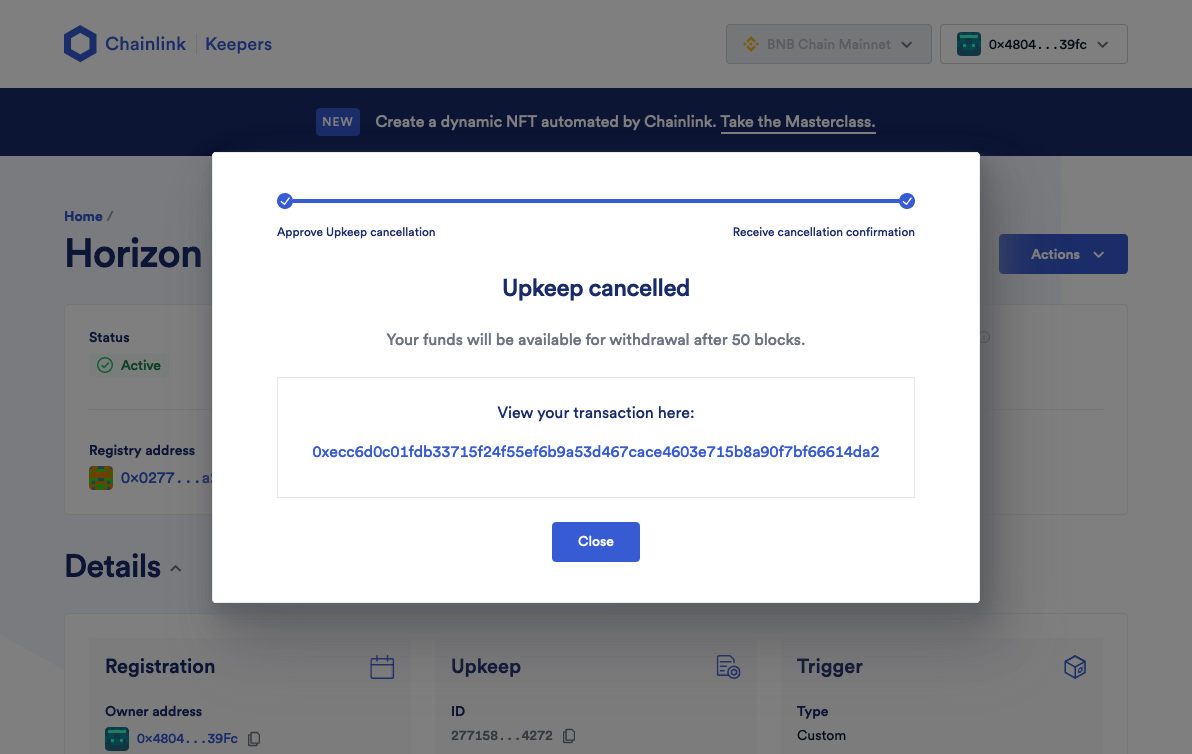 Chainlink Keepers
BNB Chain Mainnet
0x4804...39fc
NEW Create a dynamic NFT automated by Chainlink. Take the Masterclass.
Approve Upkeep cancellation
Receive cancellation confirmation
Upkeep cancelled
Your funds will be available for withdrawal after 50 blocks.
View your transaction here:
0xecc6d0c01fdb33715f24f55ef6b9a53d467cace4603e715b8a90f7bf66614da2
Close
Home /
Horizon
Actions
Status
Active
Registry address
0x0277...a
Details
Registration
Owner address
0x4804...39Fc
Upkeep
ID
277158...4272
Trigger
Type
Custom